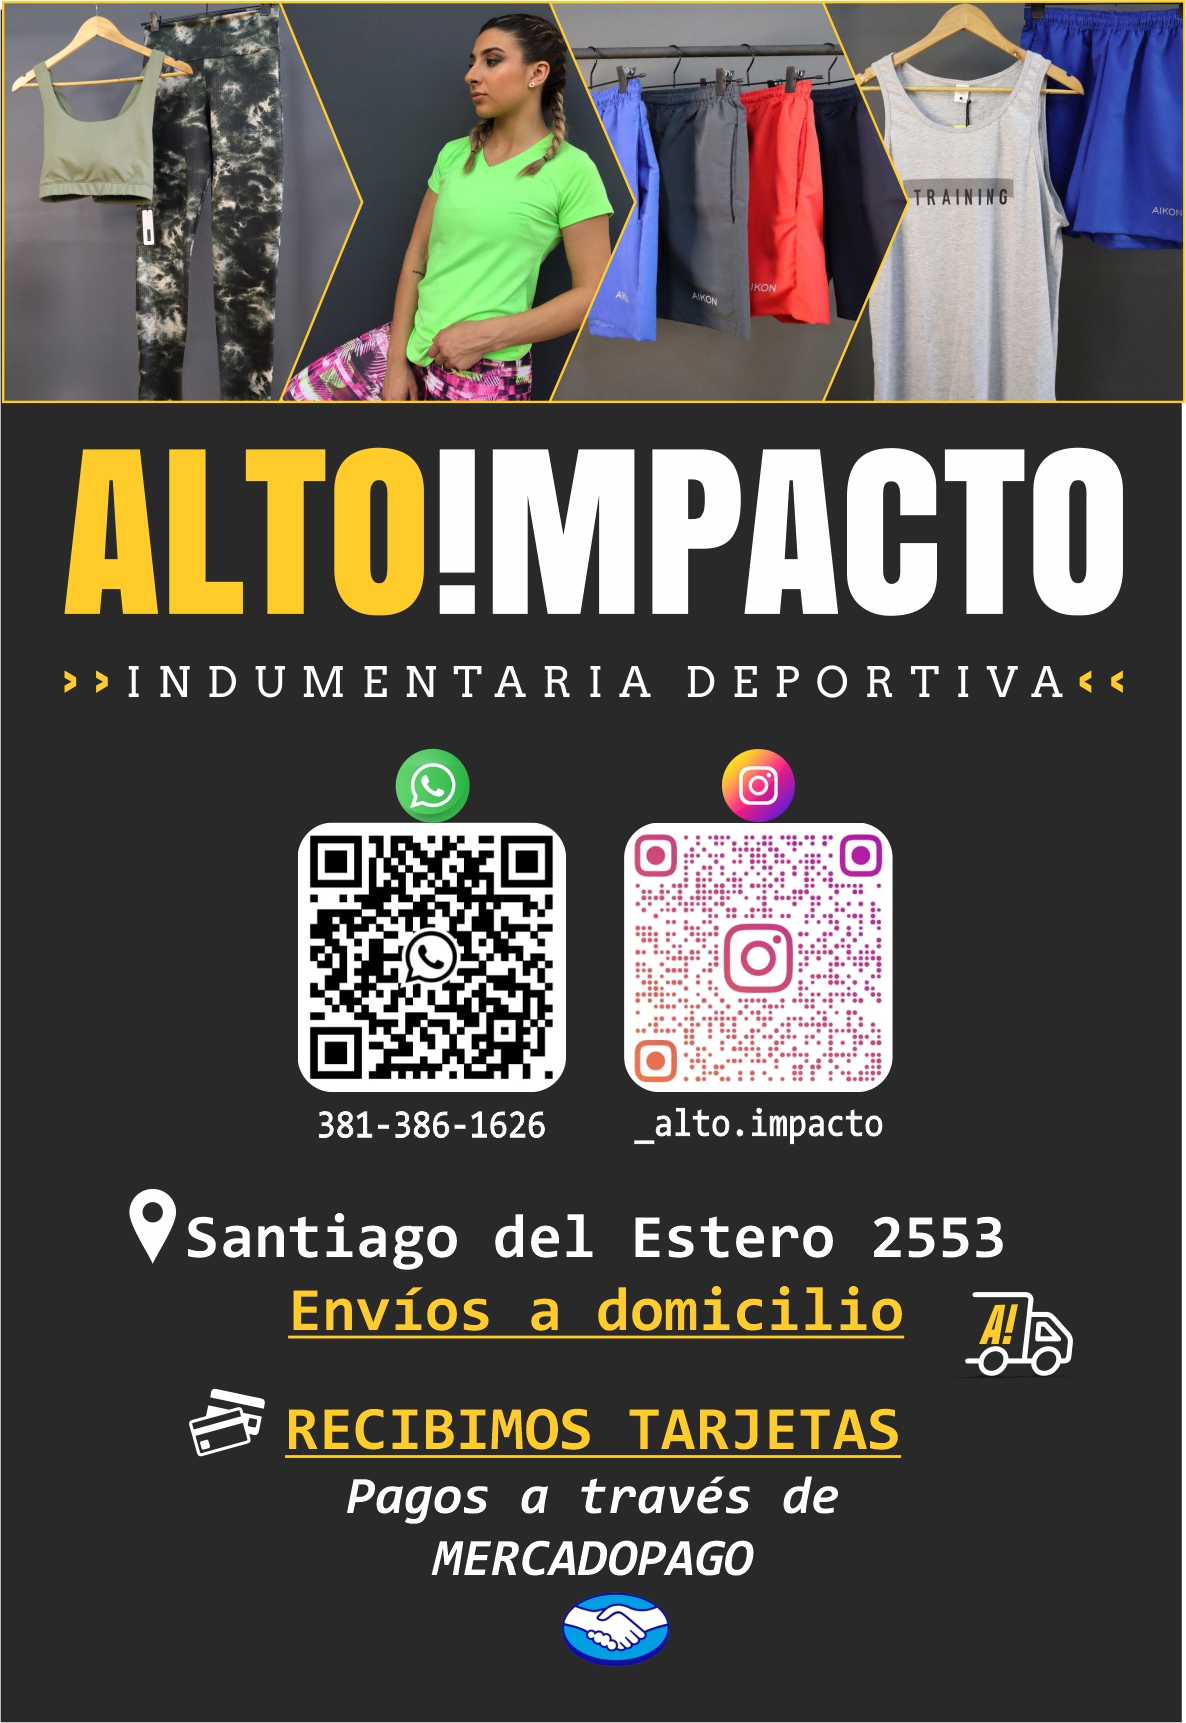 TRAINING
AIKON
AIKON
AIKON
AIKON
ALTO!MPACTO
>>INDUMENTARIA DEPORTIVA<<
381-386-1626
_alto.impacto
Santiago del Estero 2553
Envíos a domicilio
A!
RECIBIMOS TARJETAS
Pagos a través de
MERCADOPAGO